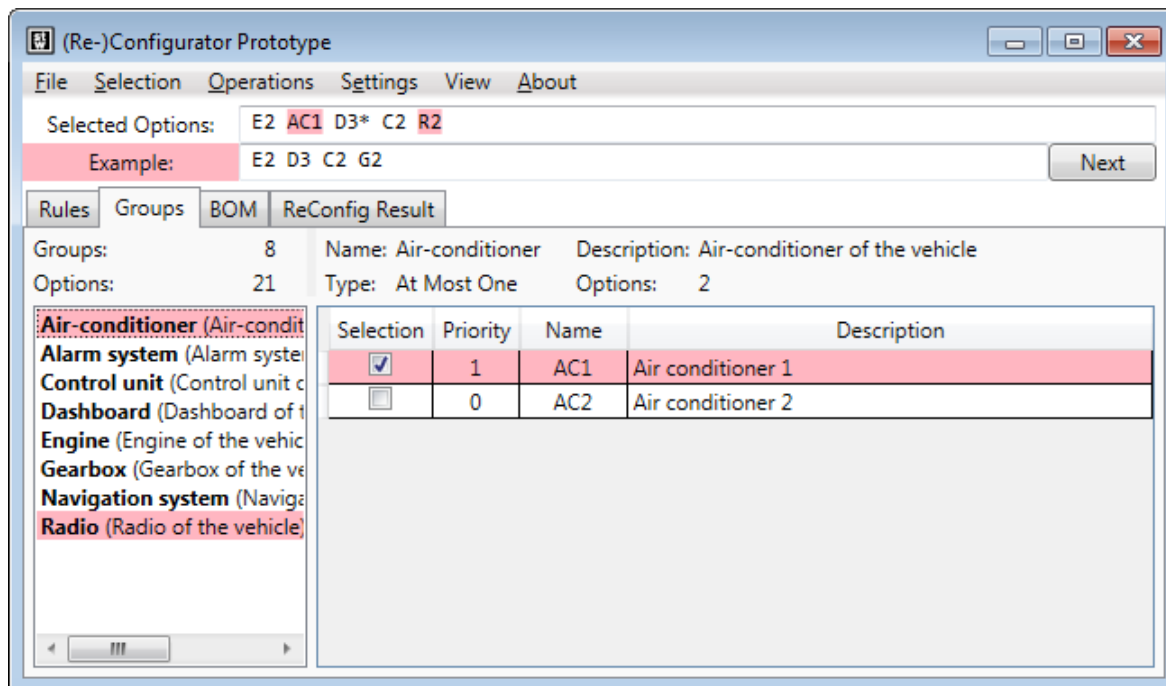 (Re-)Configurator Prototype
File Selection Operations Settings View About
Selected Options: E2 AC1 D3* C2 R2
Example: E2 D3 C2 G2 Next
Rules Groups BOM ReConfig Result
Groups: 8 Name: Air-conditioner Description: Air-conditioner of the vehicle
Options: 21 Type: At Most One Options: 2
Air-conditioner (Air-condit
Alarm system (Alarm syster
Control unit (Control unit c
Dashboard (Dashboard of t
Engine (Engine of the vehic
Gearbox (Gearbox of the ve
Navigation system (Naviga
Radio (Radio of the vehicle)
Selection Priority Name Description
1 AC1 Air conditioner 1
0 AC2 Air conditioner 2